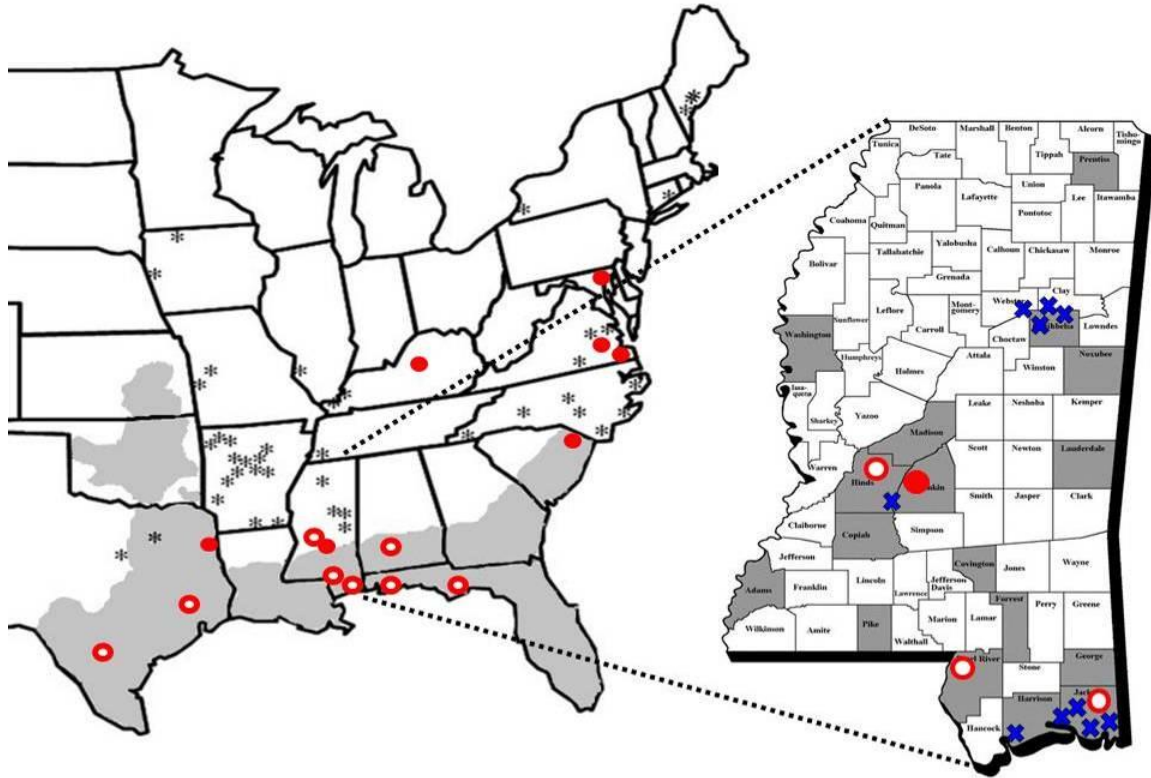 DeSoto
Marshall
Benton
Alcorn
Tisho-
mingo
Tunica
Tate
Tippah
Prentiss
Panola
Lafayette
Union
Lee
Itawamba
Coahoma
Quitman
Pontotoc
Tallahatchie
Yalobusha
Calhoun
Chickasaw
Monroe
Bolivar
Grenada
Clay
Sunflower
Leflore
Mont-
gomery
Webster
Washington
Carroll
Choctaw
Lowndes
Humphreys
Holmes
Attala
Winston
Noxubee
Sharkey
Yazoo
Leake
Neshoba
Kemper
Madison
Warren
Scott
Newton
Lauderdale
Hinds
Smith
Jasper
Clark
Claiborne
Copiah
Simpson
Jefferson
Covington
Jones
Wayne
Adams
Franklin
Lincoln
Lawrence
Jefferson
Davis
Forrest
Perry
Greene
Wilkinson
Amite
Pike
Walthall
Marion
Lamar
River
Stone
George
Hancock
Harrison